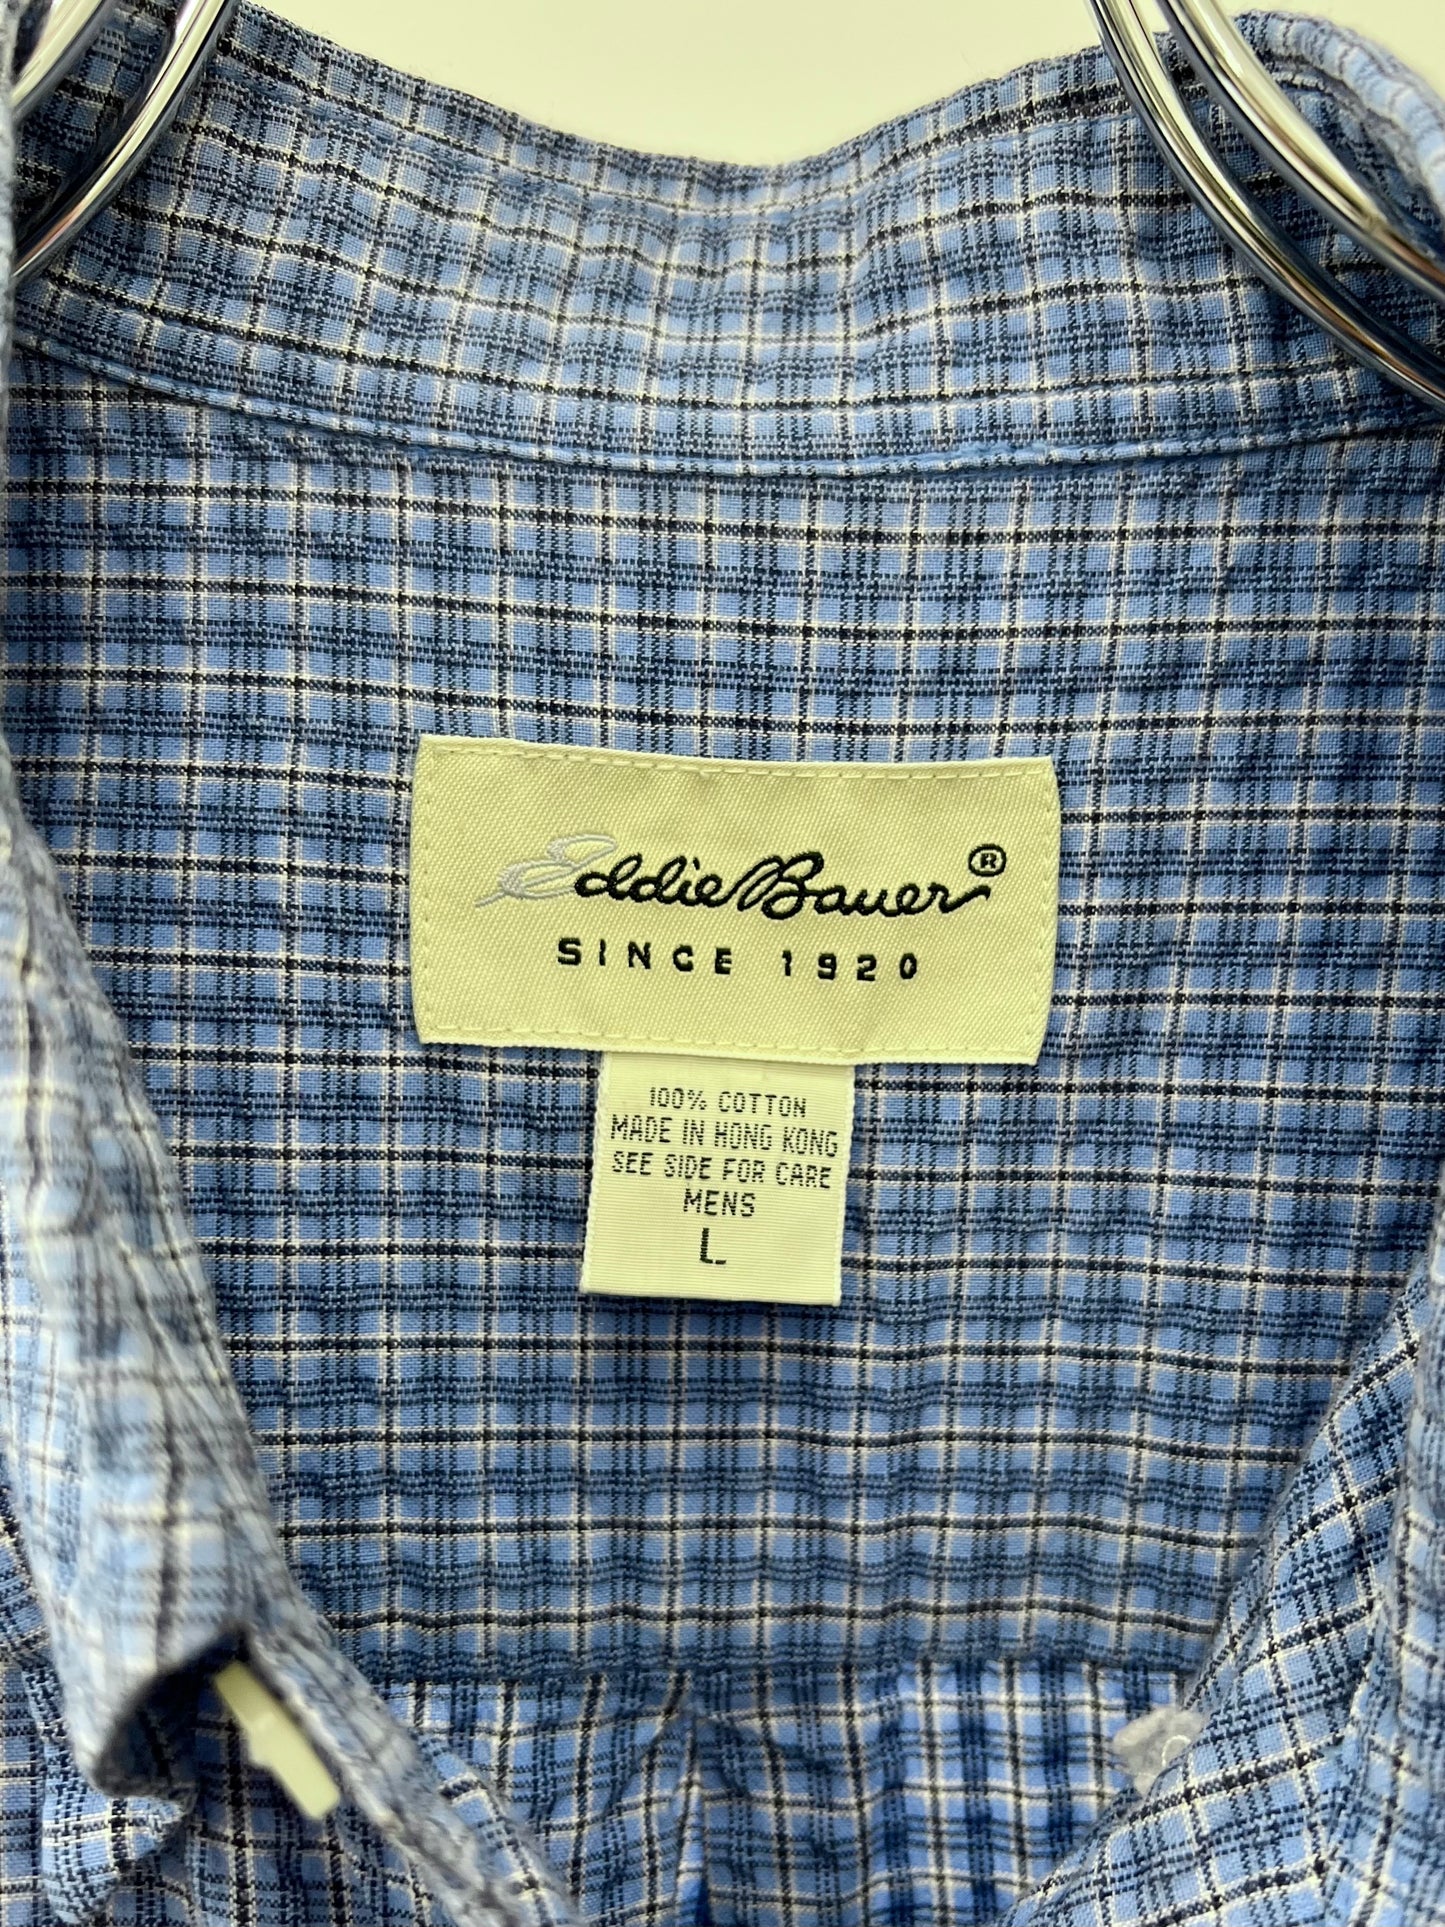 Eddie Bauer®
SINCE 1920
100% COTTON
MADE IN HONG KONG
SEE SIDE FOR CARE
MENS
L